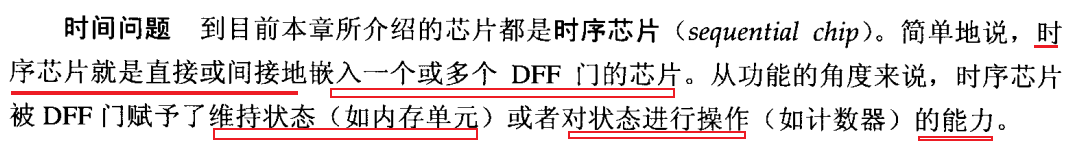 时间问题 到目前本章所介绍的芯片都是时序芯片（sequential chip）。简单地说，时
序芯片就是直接或间接地嵌入一个或多个 DFF 门的芯片。从功能的角度来说，时序芯片
被 DFF 门赋予了维持状态（如内存单元）或者对状态进行操作（如计数器）的能力。